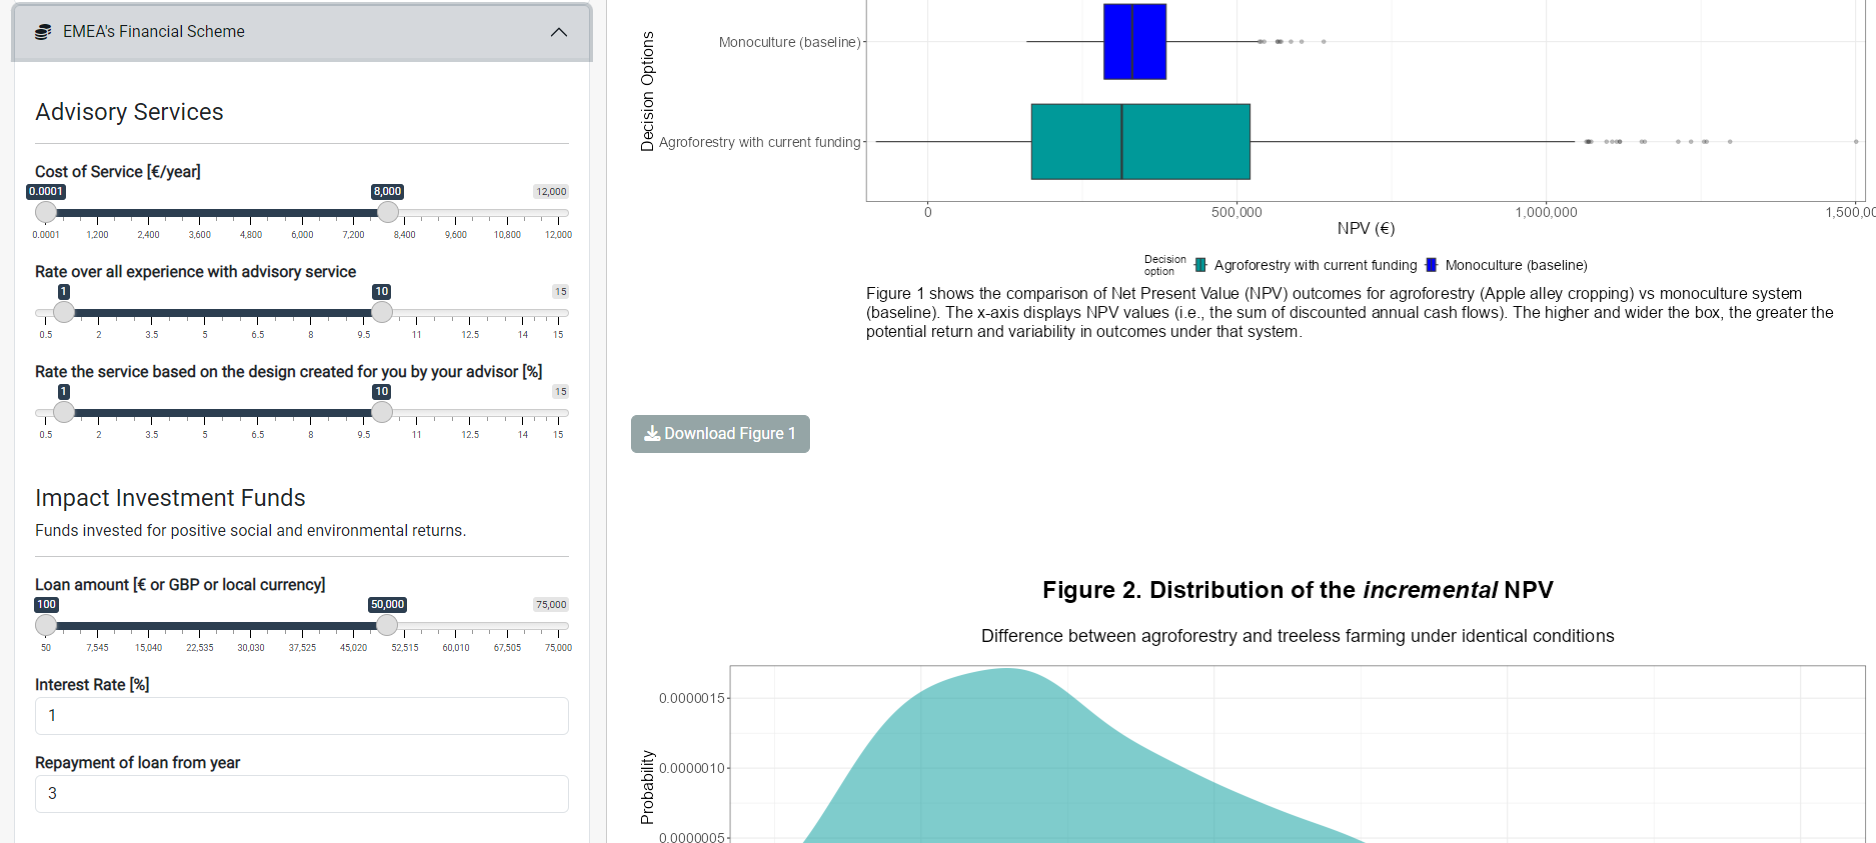 EMEA's Financial Scheme
Advisory Services
Cost of Service [€/year]
0.0001 8,000 12,000
0.0001 1,200 2,400 3,600 4,800 6,000 7,200 8,400 9,600 10,800 12,000
Rate over all experience with advisory service
1 10 15
0.5 2 3.5 5 6.5 8 9.5 11 12.5 14 15
Rate the service based on the design created for you by your advisor [%]
1 10 15
0.5 2 3.5 5 6.5 8 9.5 11 12.5 14 15
Impact Investment Funds
Funds invested for positive social and environmental returns.
Loan amount [€ or GBP or local currency]
100 50,000 75,000
50 7,545 15,040 22,535 30,030 37,525 45,020 52,515 60,010 67,505 75,000
Interest Rate [%]
1
Repayment of loan from year
3
Decision Options
Monoculture (baseline)
Agroforestry with current funding
0 500,000 1,000,000 1,500,00
NPV (€)
Decision
option
Agroforestry with current funding Monoculture (baseline)
Figure 1 shows the comparison of Net Present Value (NPV) outcomes for agroforestry (Apple alley cropping) vs monoculture system
(baseline). The x-axis displays NPV values (i.e., the sum of discounted annual cash flows). The higher and wider the box, the greater the
potential return and variability in outcomes under that system.
Download Figure 1
Figure 2. Distribution of the incremental NPV
Difference between agroforestry and treeless farming under identical conditions
Probability
0.0000015
0.0000010
0.0000005